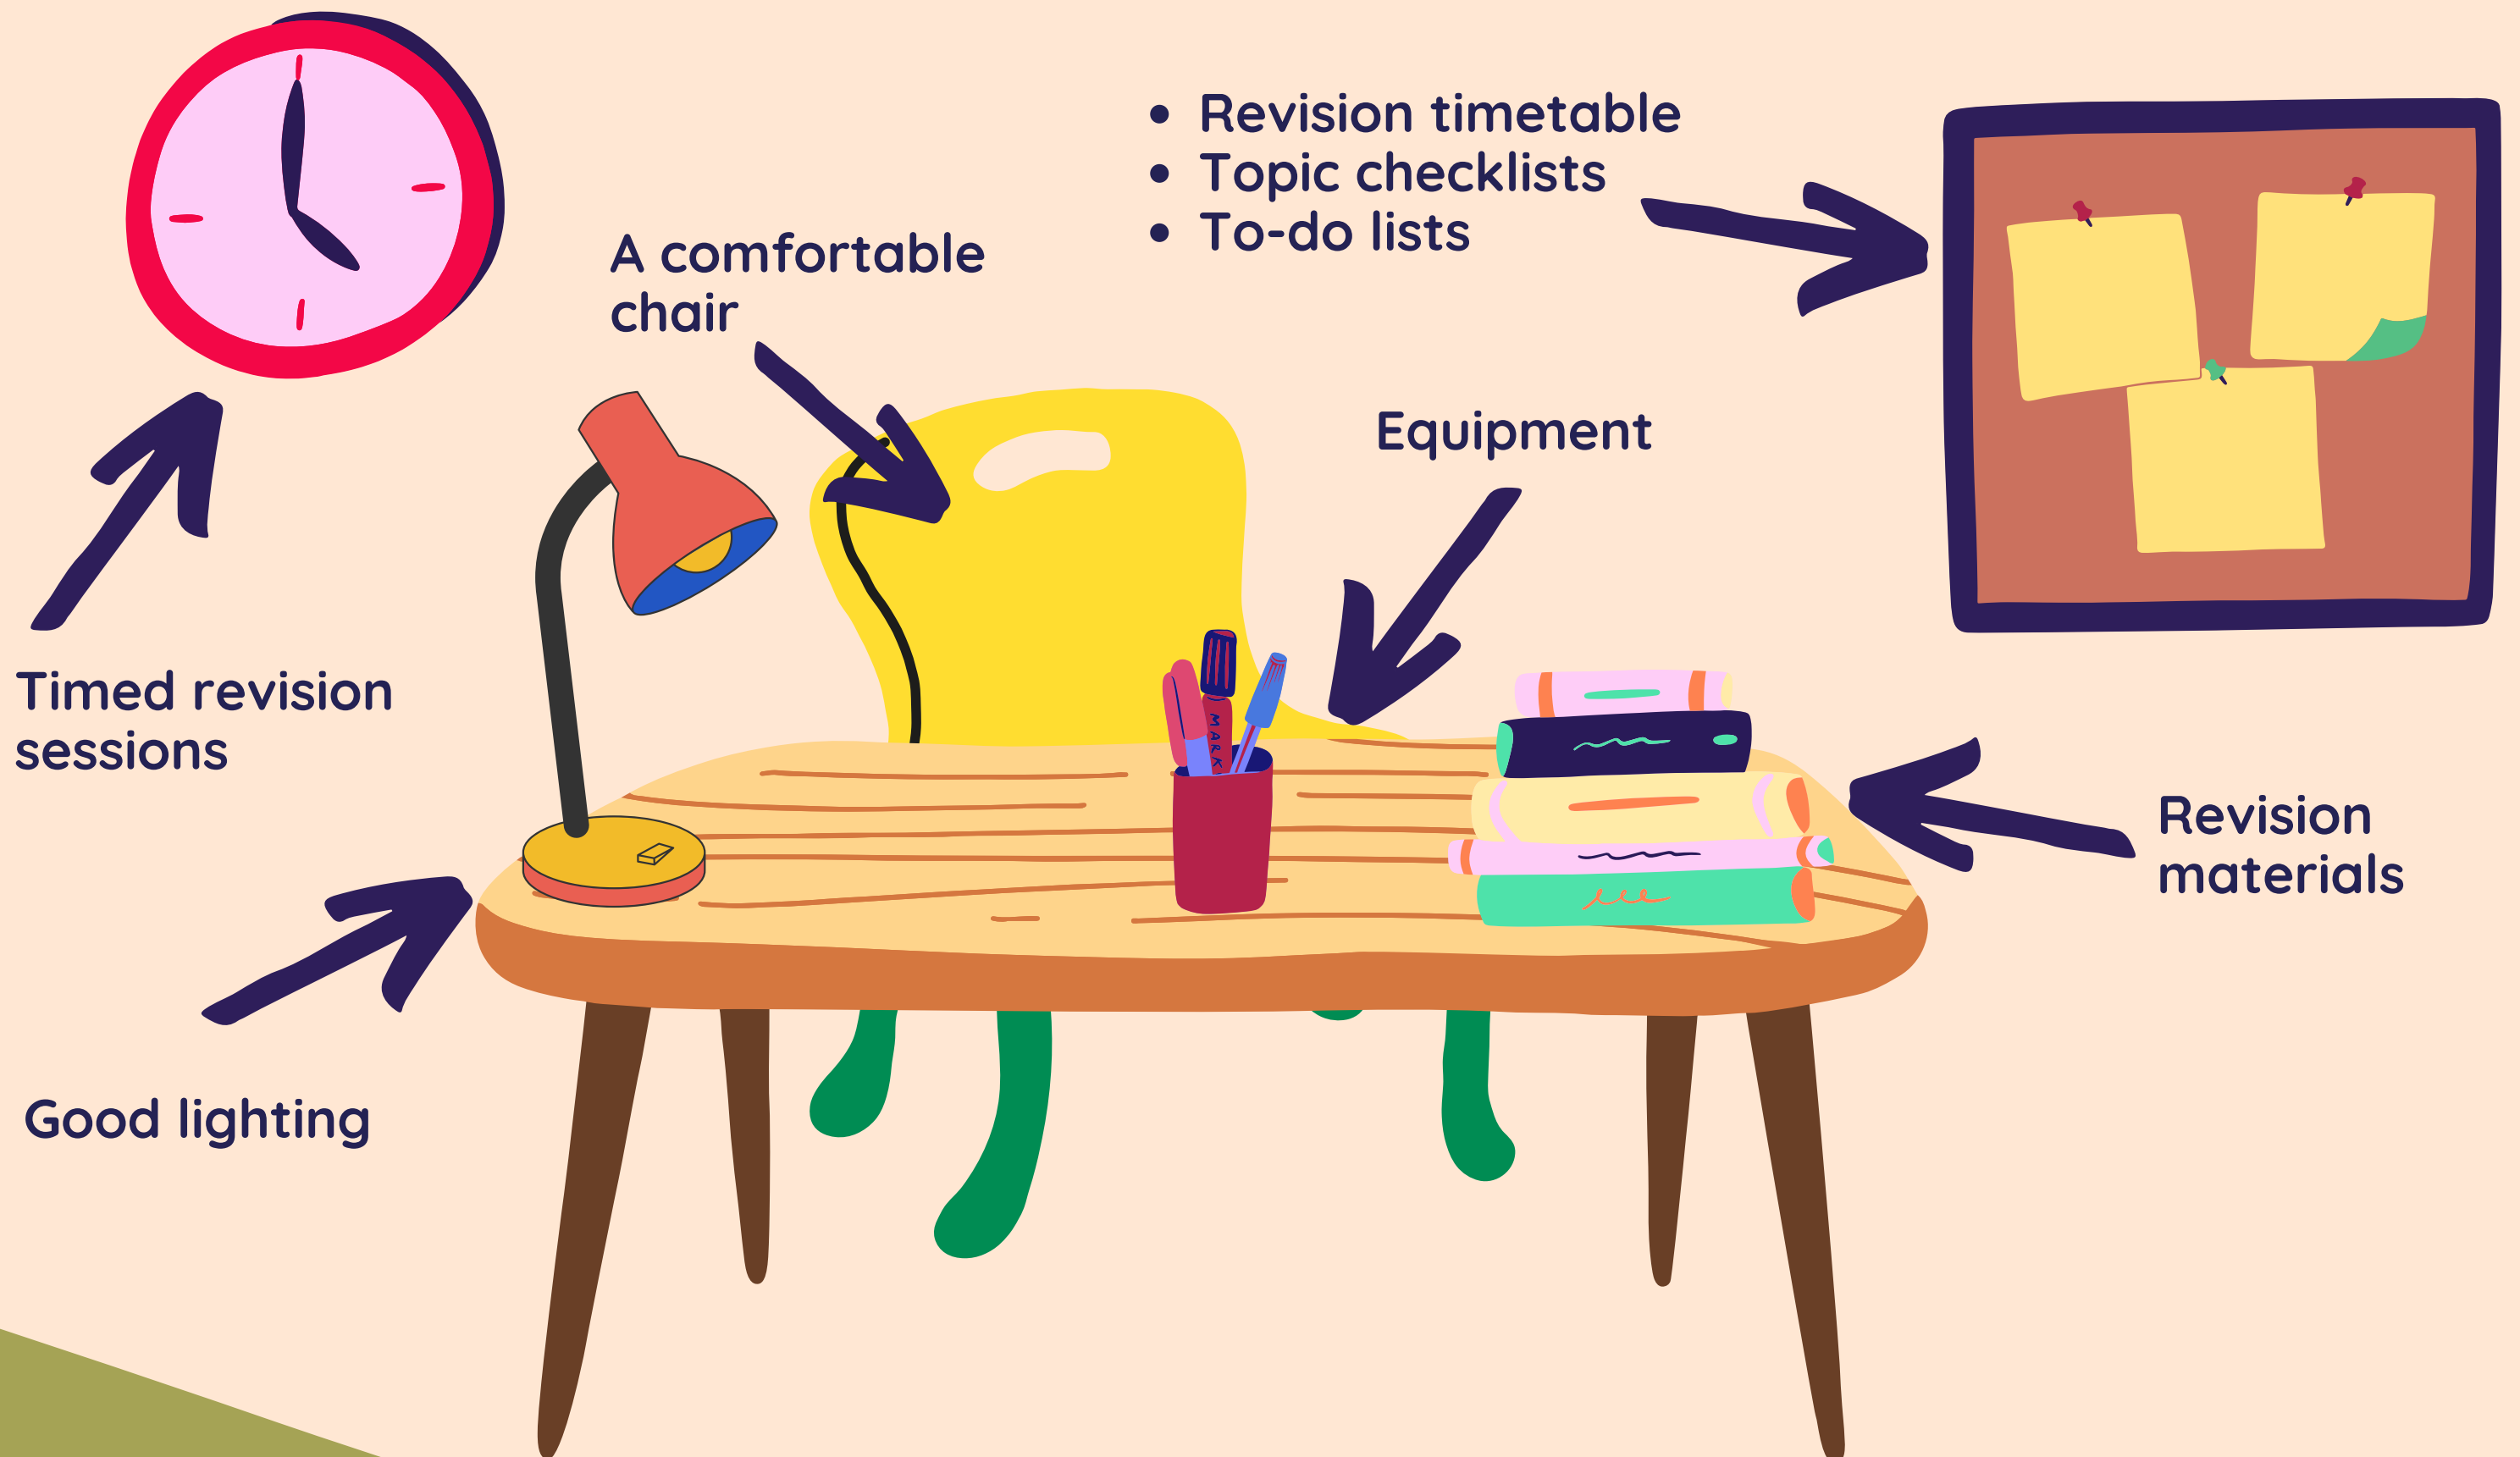 Revision timetable
Topic checklists
To-do lists
A comfortable
chair
Equipment
Timed revision
sessions
MARK
Revision
materials
Good lighting